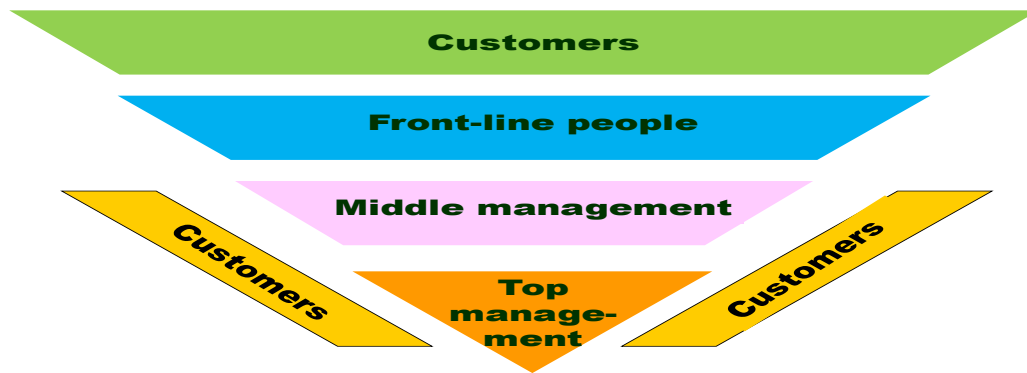 Customers
Front-line people
Middle management
Customers
Customers
Top
manage-
ment